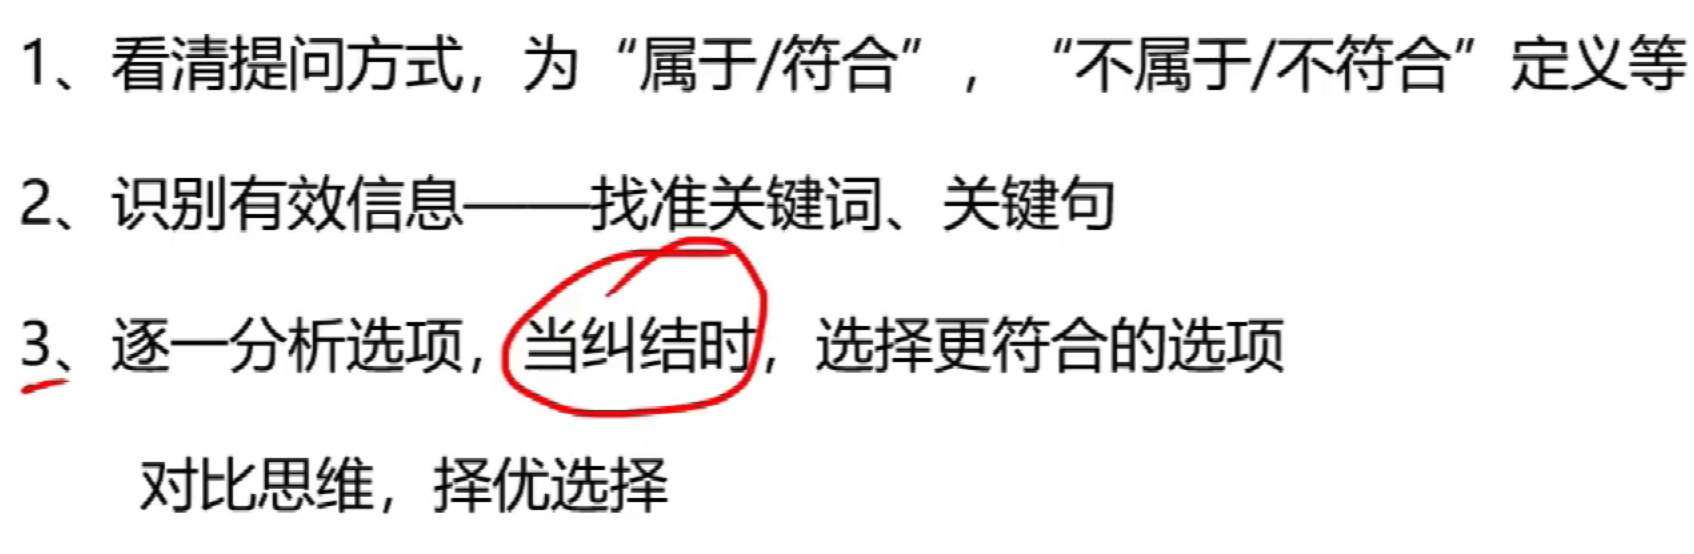 1、看清提问方式，为“属于/符合”，“不属于/不符合”定义等
2、识别有效信息——找准关键词、关键句
3、逐一分析选项，当纠结时，选择更符合的选项
对比思维，择优选择